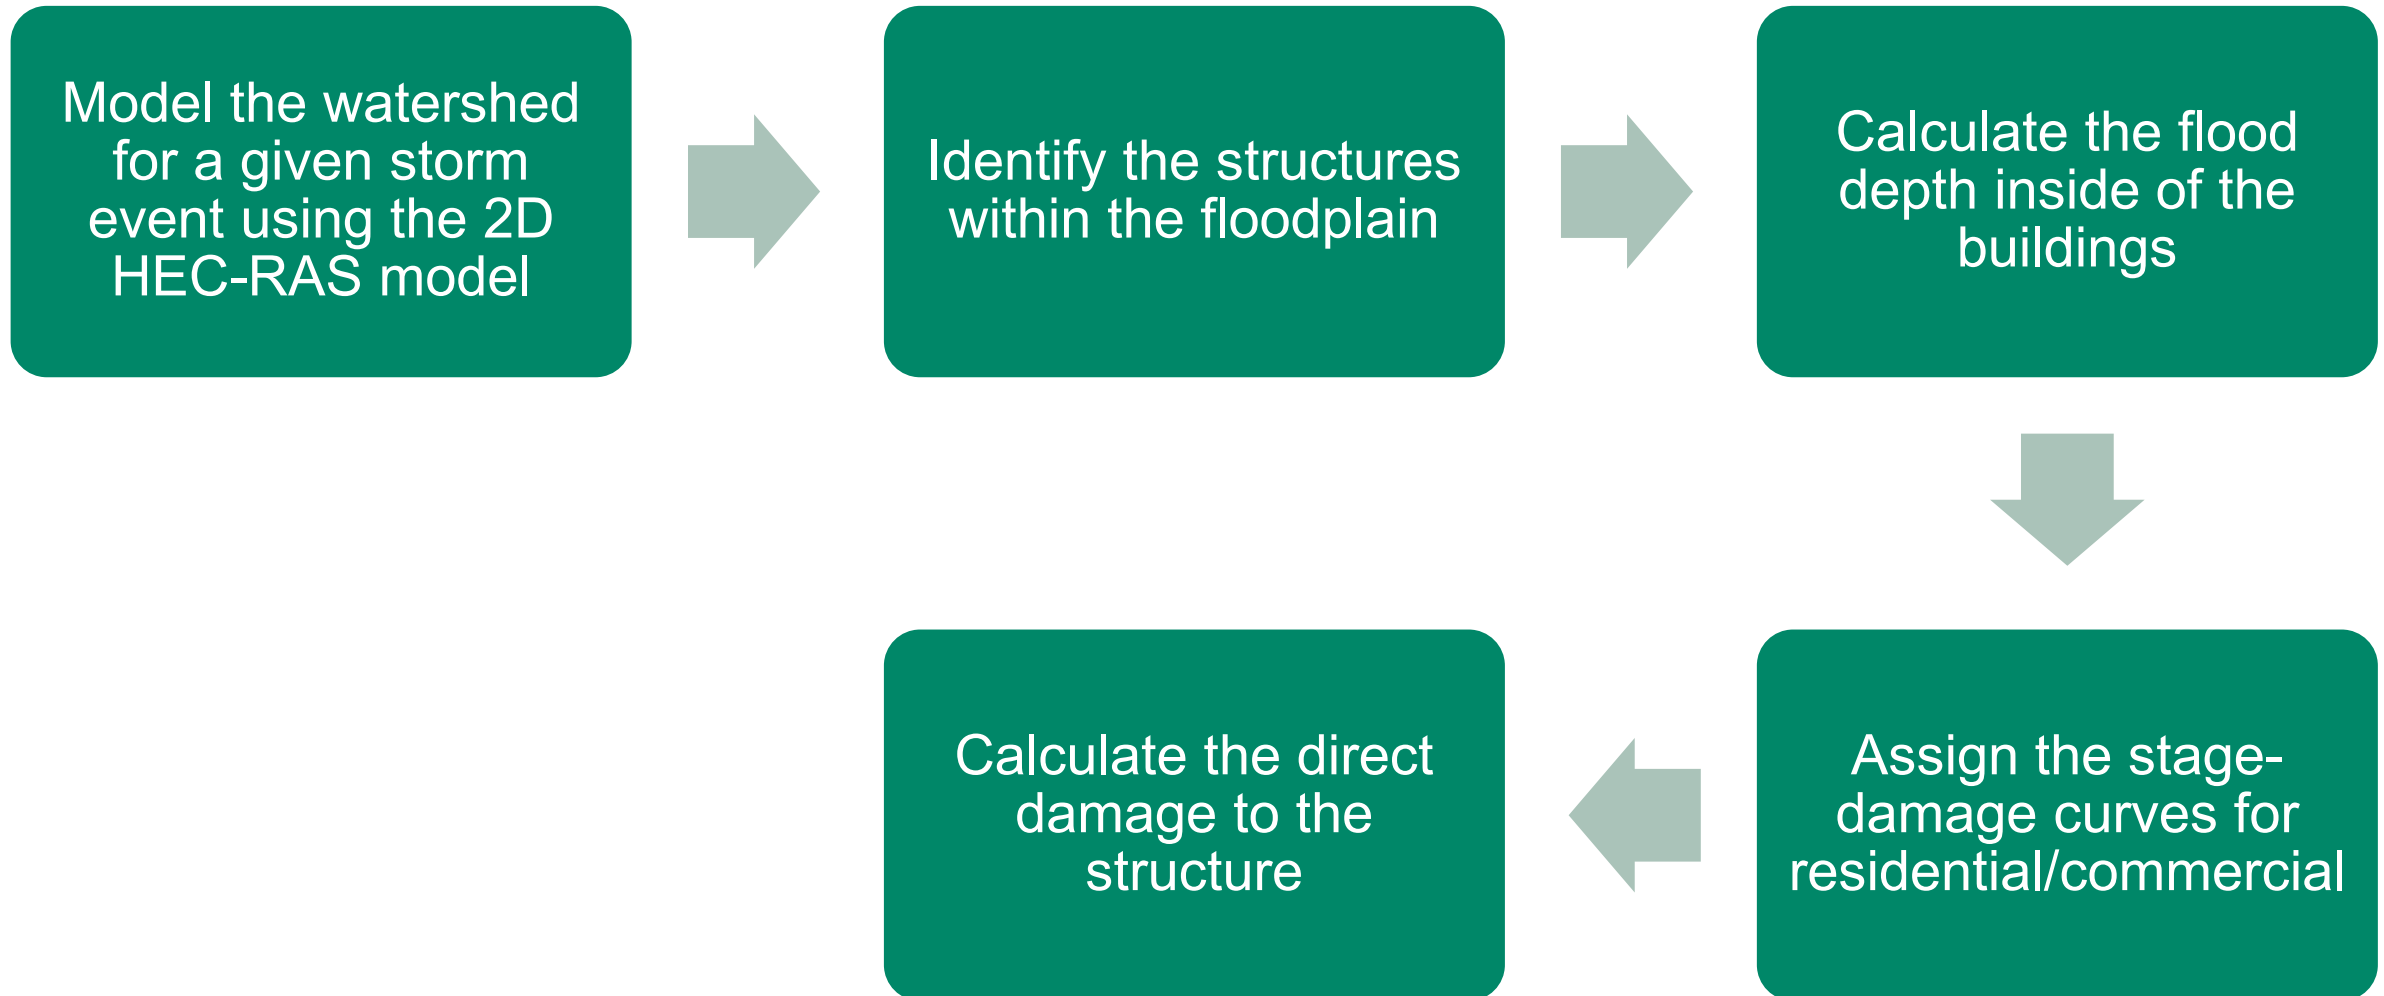 Model the watershed
for a given storm
event using the 2D
HEC-RAS model
Identify the structures
within the floodplain
Calculate the flood
depth inside of the
buildings
Assign the stage-
damage curves for
residential/commercial
Calculate the direct
damage to the
structure